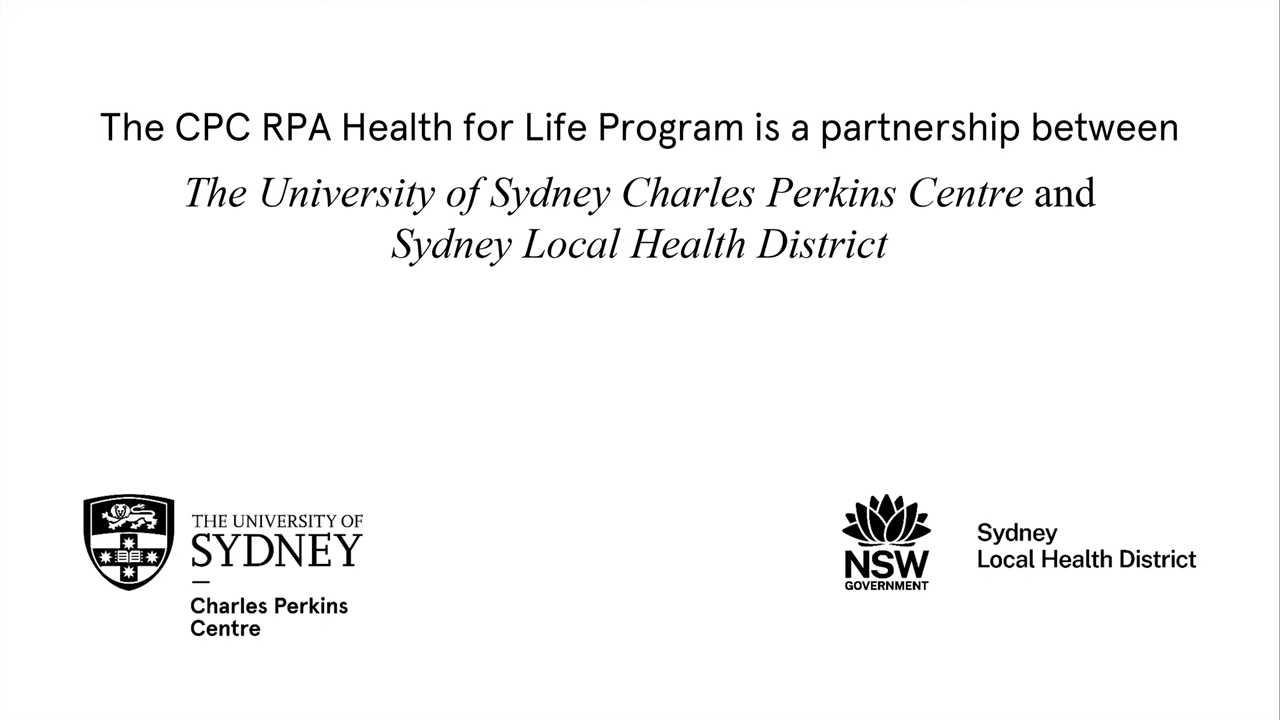 The CPC RPA Health for Life Program is a partnership between
The University of Sydney Charles Perkins Centre and
Sydney Local Health District
THE UNIVERSITY OF
SYDNEY
Charles Perkins
Centre
NSW
GOVERNMENT
Sydney
Local Health District